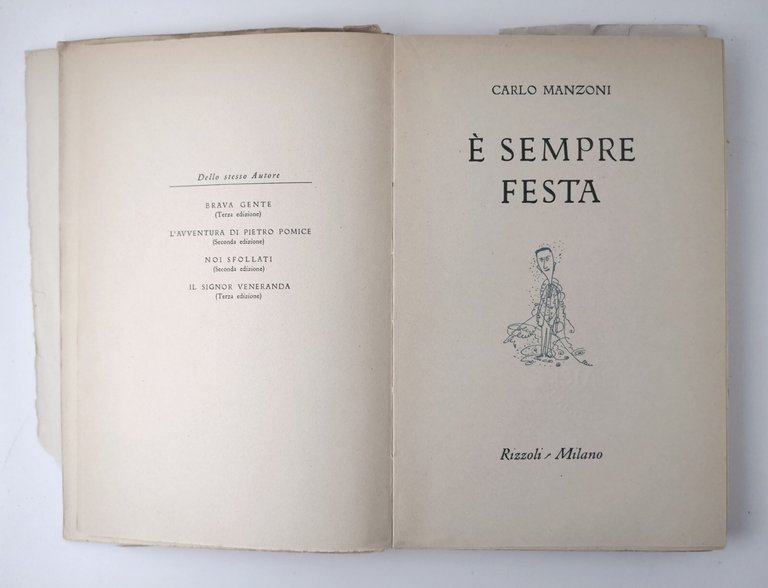 Dello stesso Autore
BRAVA GENTE
(Terza edizione)
L'AVVENTURA DI PIETRO POMICE
(Seconda edizione)
NOI SFOLLATI
(Seconda edizione)
IL SIGNOR VENERANDA
(Terza edizione)
CARLO MANZONI
È SEMPRE
FESTA
Rizzoli - Milano